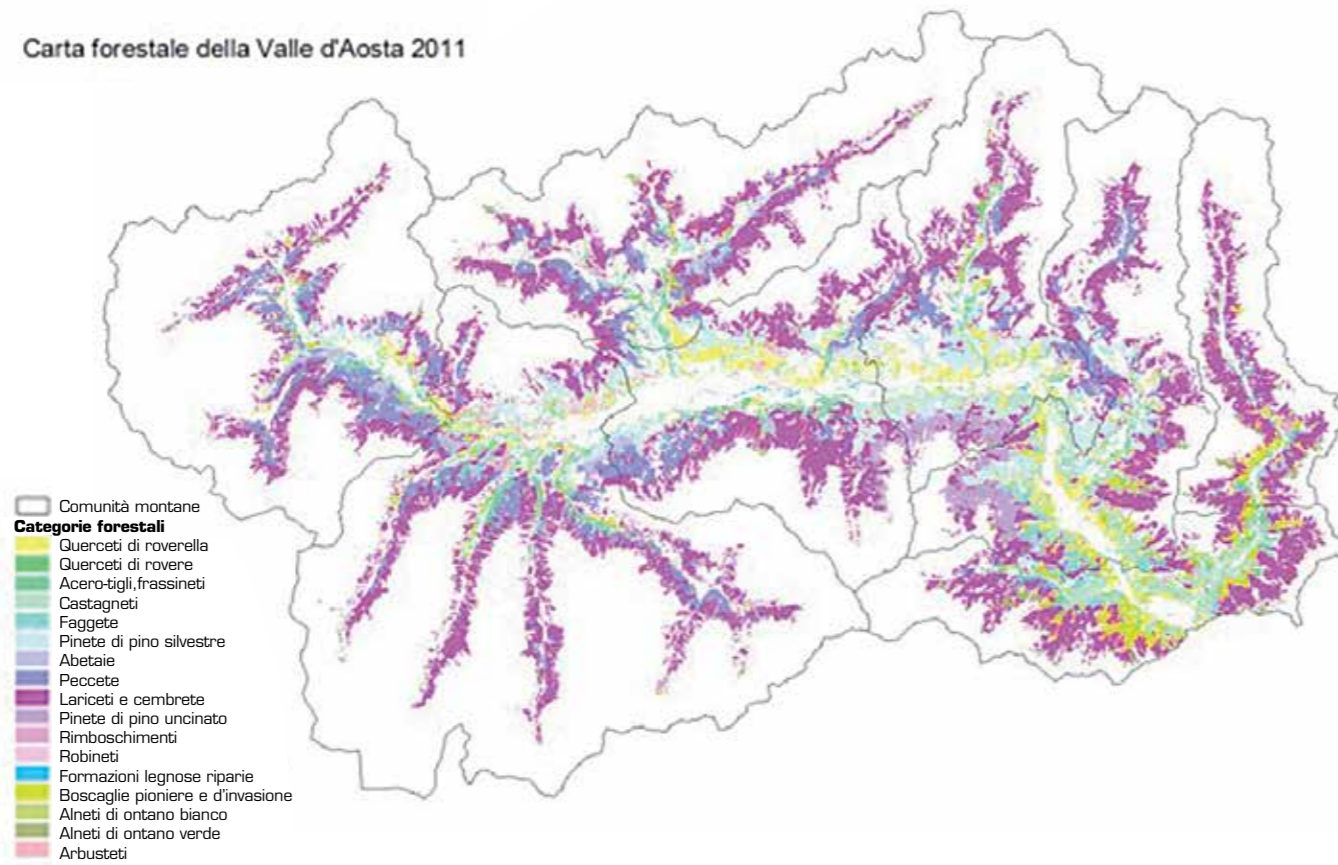 Carta forestale della Valle d'Aosta 2011
Comunità montane
Categorie forestali
Querceti di roverella
Querceti di rovere
Acero-tigli,frassineti
Castagneti
Faggete
Pinete di pino silvestre
Abetaie
Peccete
Lariceti e cembrete
Pinete di pino uncinato
Rimboschimenti
Robineti
Formazioni legnose riparie
Boscaglie pioniere e d'invasione
Alneti di ontano bianco
Alneti di ontano verde
Arbusteti